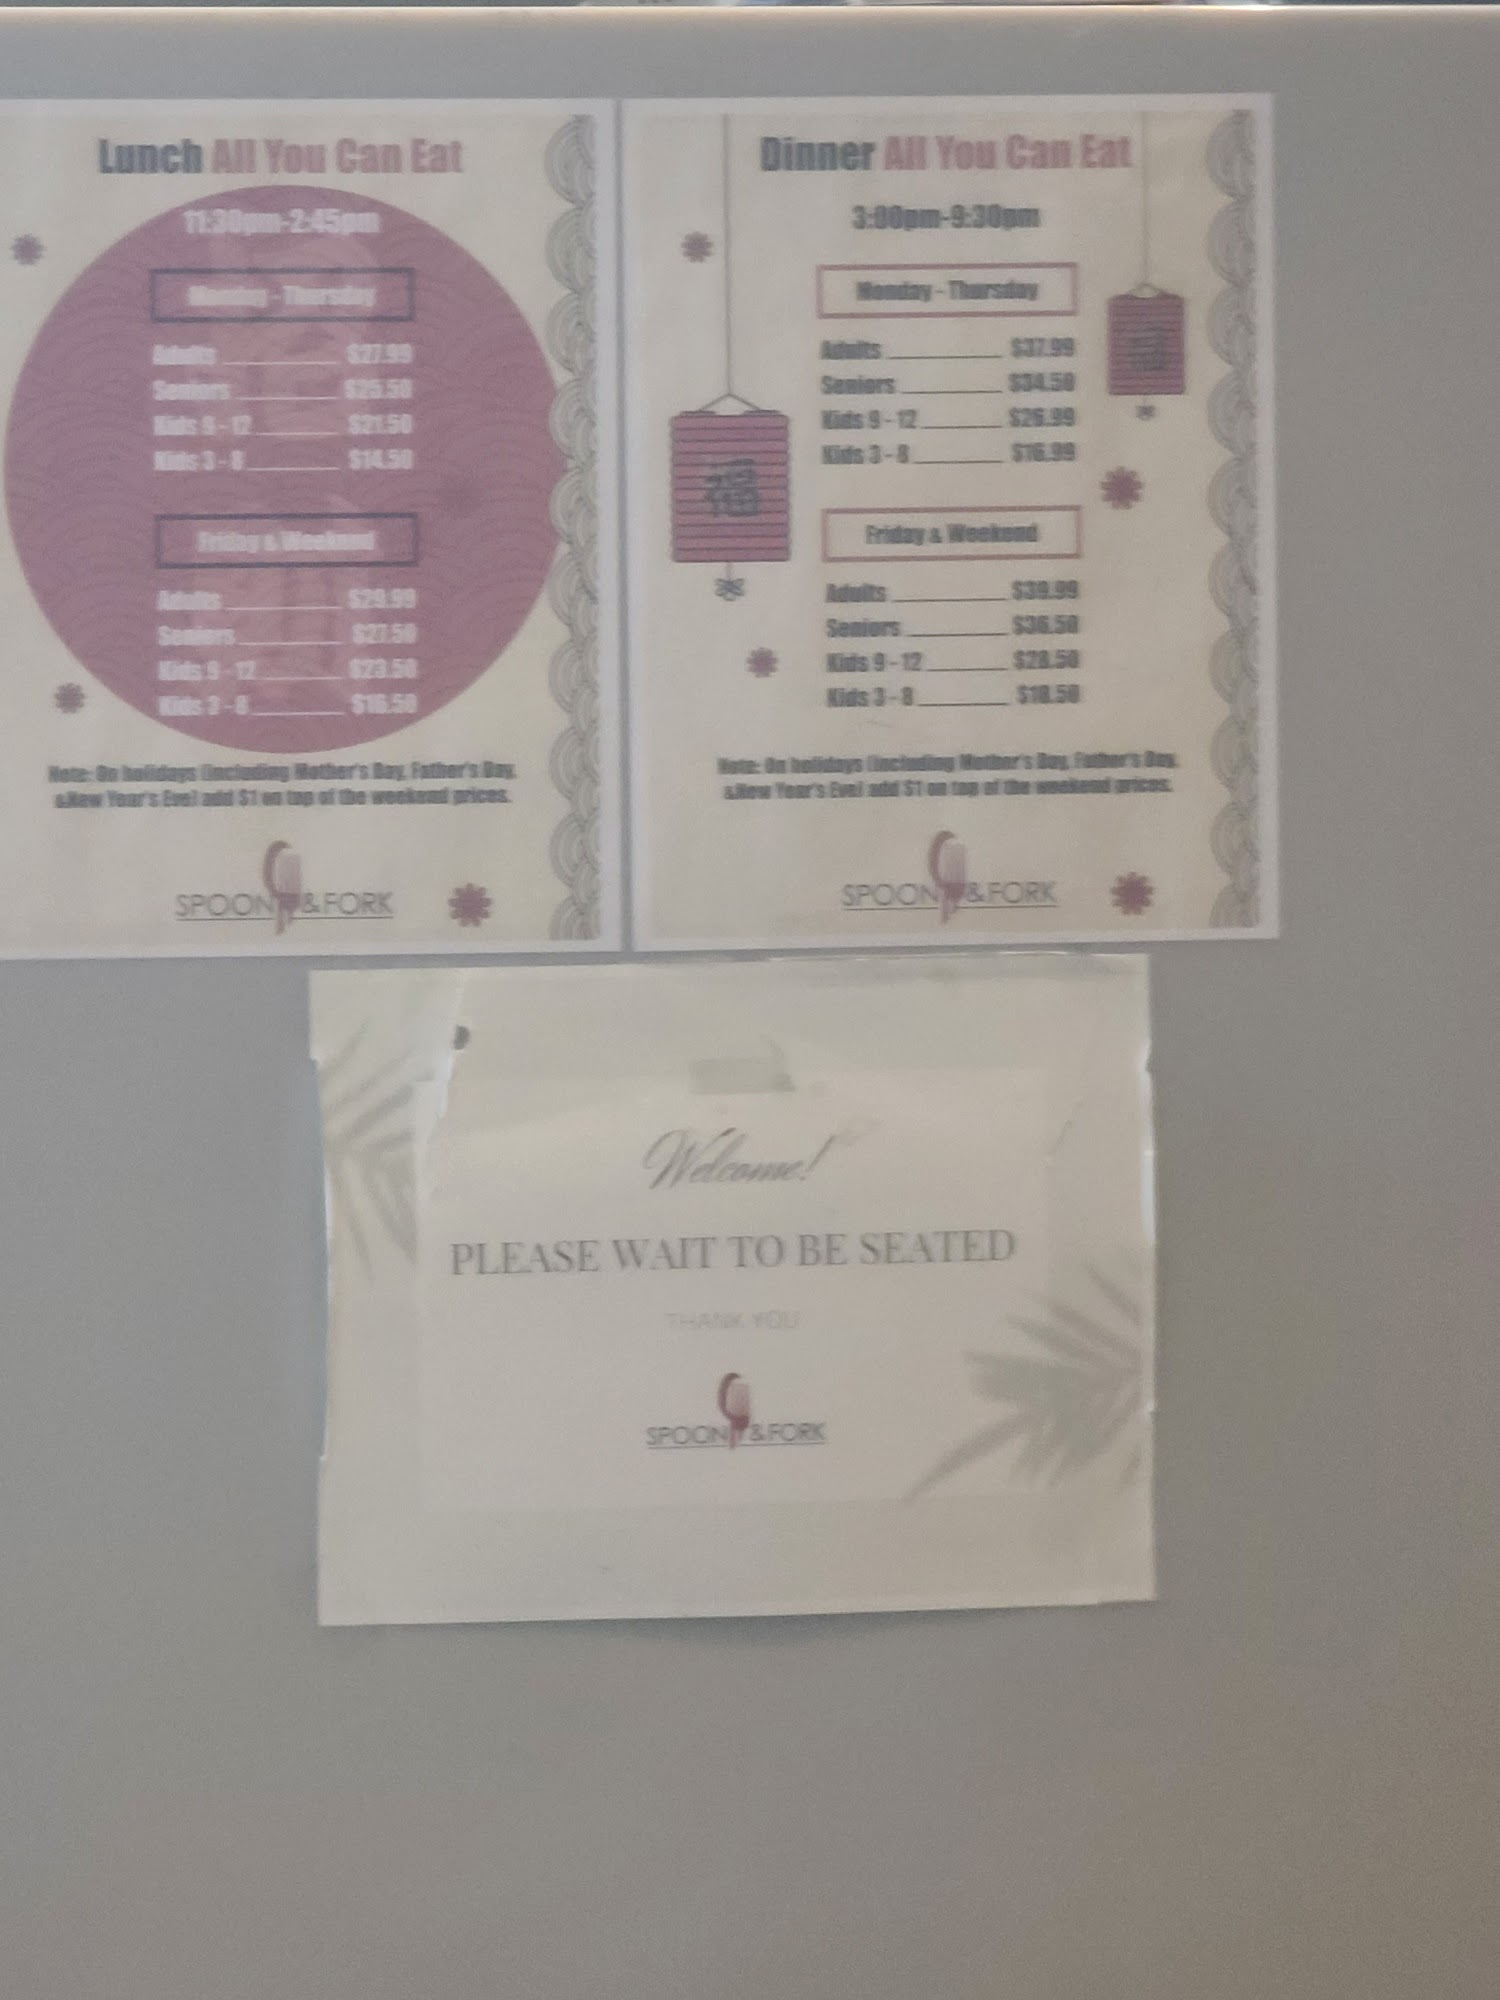 Lunch All You Can Eat
11:30pm-2:45pm
Monday - Thursday
Adults $27.99
Seniors $25.50
Kids 9 - 12 $21.50
Kids 3 - 8 $14.50
Friday & Weekend
Adults $29.99
Seniors $27.50
Kids 9 - 12 $23.50
Kids 3 - 8 $16.50
Note: On holidays (including Mother's Day, Father's Day,
&New Year's Eve) add $1 on top of the weekend prices.
SPOON &FORK
Dinner All You Can Eat
3:00pm-9:30pm
Monday - Thursday
Adults $37.99
Seniors $34.50
Kids 9 - 12 $26.99
Kids 3 - 8 $16.99
福
Friday & Weekend
Adults $39.99
Seniors $36.50
Kids 9 - 12 $28.50
Kids 3 - 8 $18.50
Note: On holidays (including Mother's Day, Father's Day,
&New Year's Eve) add $1 on top of the weekend prices.
SPOON &FORK
Welcome!
PLEASE WAIT TO BE SEATED
THANK YOU
SPOON &FORK